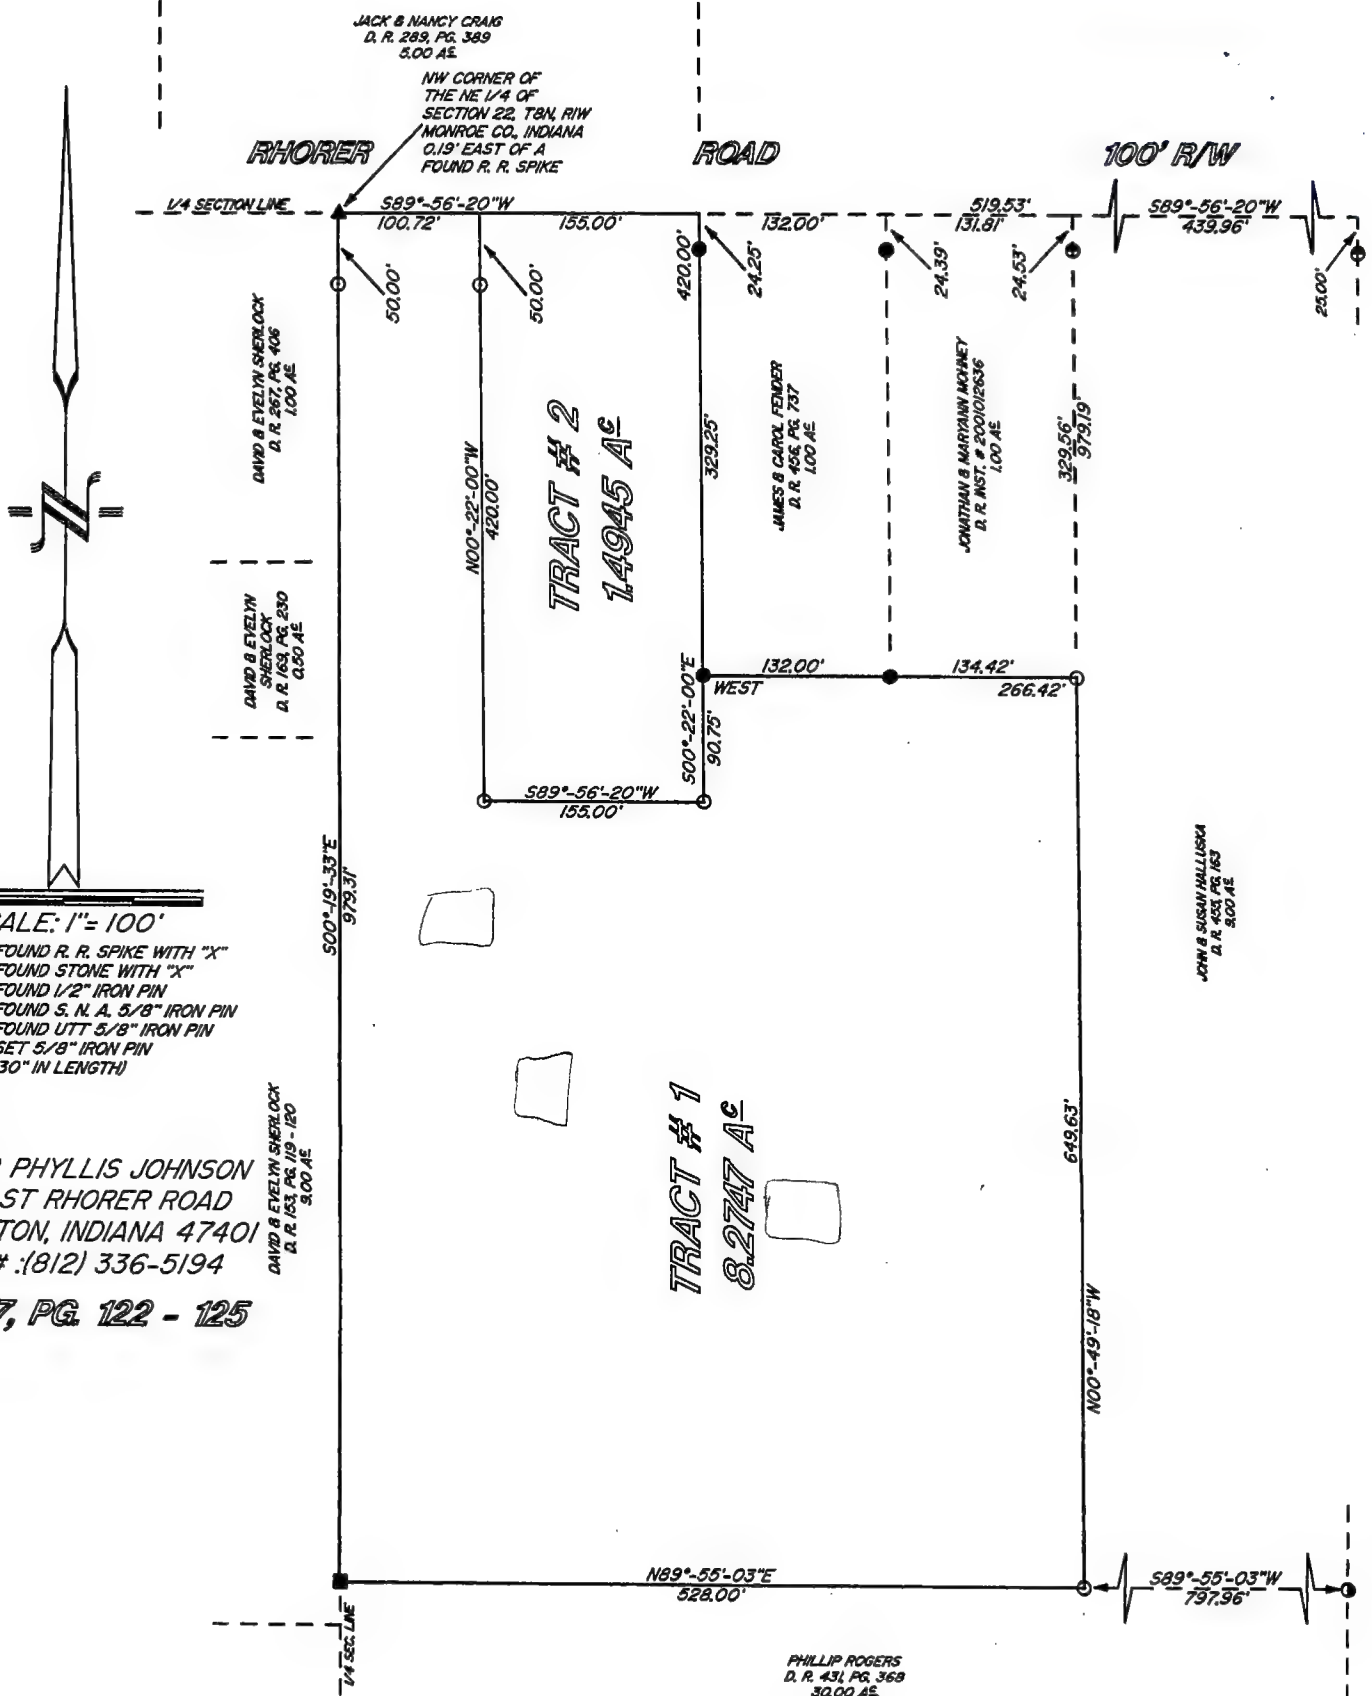 JACK & NANCY CRAIG
D. R. 289, PG. 389
5.00 Ac
NW CORNER OF
THE NE 1/4 OF
SECTION 22, T8N, R1W
MONROE CO., INDIANA
0.19' EAST OF A
FOUND R. R. SPIKE
RHORER
ROAD
100' R/W
1/4 SECTION LINE
S89°-56'-20"W
100.72'
155.00'
132.00'
519.53'
131.81'
S89°-56'-20"W
439.96'
50.00'
50.00'
420.00'
24.25'
24.39'
24.53'
25.00'
DAVID & EVELYN SHERLOCK
D. R. 267, PG. 406
1.00 Ac
N00°-22'-00"W
420.00'
TRACT # 2
1.4945 Ac
329.25'
JAMES & CAROL FENDER
D. R. 456, PG. 737
1.00 Ac
JONATHAN & MARYANN MOHNEY
D. R. INST. # 2001012636
1.00 Ac
329.56'
979.19'
DAVID & EVELYN
SHERLOCK
D. R. 169, PG. 230
0.50 Ac
S00°-22'-00"E
90.75'
132.00'
WEST
134.42'
266.42'
S89°-56'-20"W
155.00'
S00°-19'-33"E
979.31'
JOHN & SUSAN HALLUSKA
D. R. 455, PG. 163
9.00 Ac
ALE: 1"= 100'
FOUND R. R. SPIKE WITH "X"
FOUND STONE WITH "X"
FOUND 1/2" IRON PIN
FOUND S. N. A. 5/8" IRON PIN
FOUND UTT 5/8" IRON PIN
SET 5/8" IRON PIN
30" IN LENGTH)
DAVID & EVELYN SHERLOCK
D. R. 153, PG. 119 - 120
9.00 Ac
TRACT # 1
8.2747 Ac
649.63'
N00°-49'-18"W
PHYLLIS JOHNSON
ST RHORER ROAD
TON, INDIANA 47401
# :(812) 336-5194
7, PG. 122 - 125
N89°-55'-03"E
528.00'
S89°-55'-03"W
797.96'
1/4 SEC. LINE
PHILLIP ROGERS
D. R. 431, PG. 368
30.00 Ac